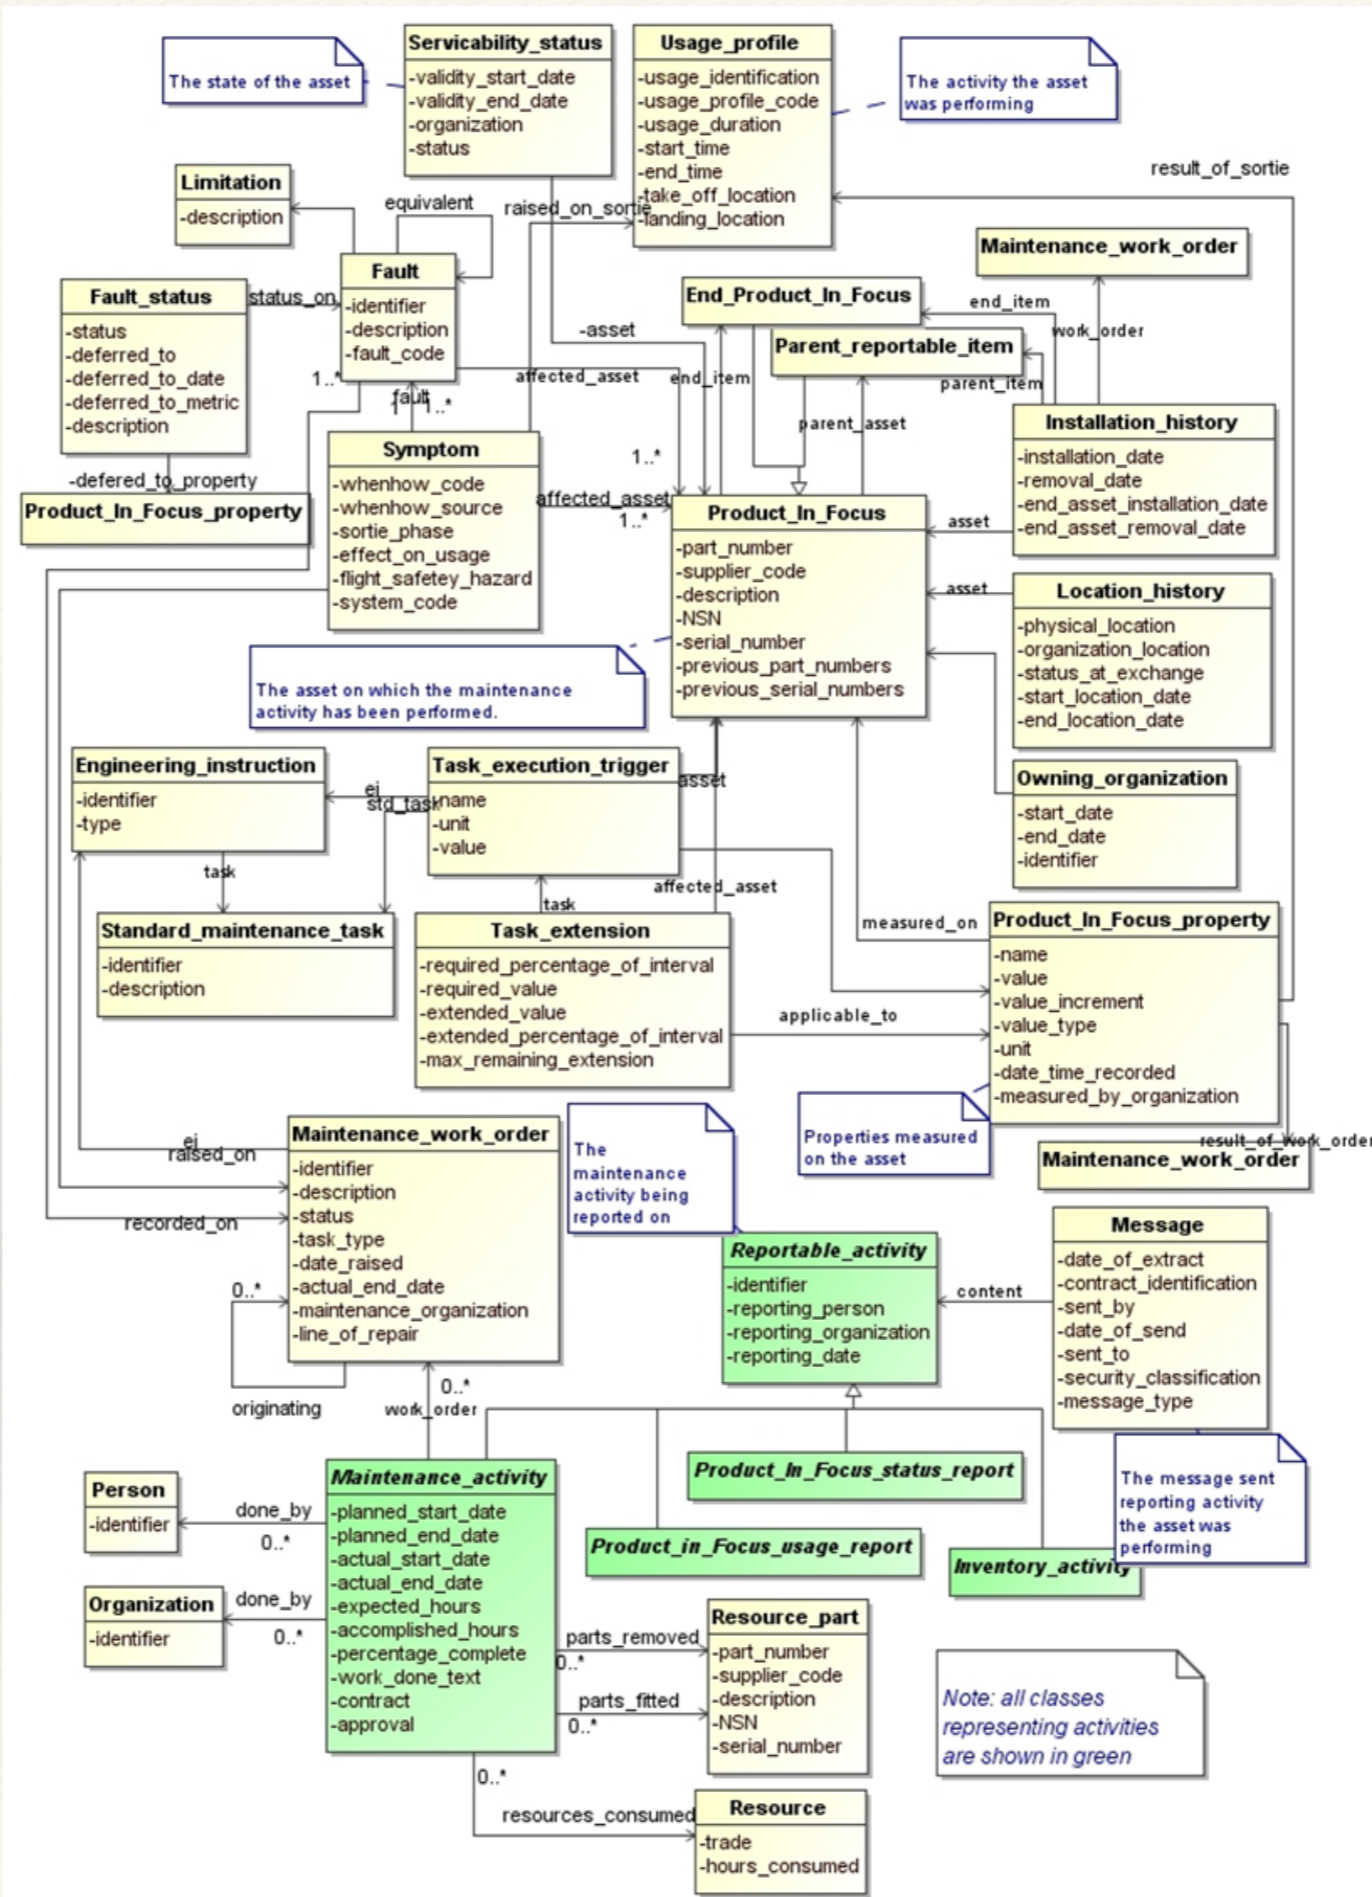 Servicability_status
-validity_start_date
-validity_end_date
-organization
-status
The state of the asset
Usage_profile
-usage_identification
-usage_profile_code
-usage_duration
-start_time
-end_time
-take_off_location
-landing_location
The activity the asset
was performing
result_of_sortie
Limitation
-description
equivalent
raised_on_sortie
Maintenance_work_order
Fault
-identifier
-description
-fault_code
Fault_status
-status
-deferred_to
-deferred_to_date
-deferred_to_metric
-description
status_on
End_Product_In_Focus
end_item
work_order
Parent_reportable_item
parent_item
-asset
affected_asset
end_item
1..*
fault
1..*
parent_asset
Installation_history
-installation_date
-removal_date
-end_asset_installation_date
-end_asset_removal_date
Symptom
-whenhow_code
-whenhow_source
-sortie_phase
-effect_on_usage
-flight_safetey_hazard
-system_code
1..*
-defered_to_property
Product_In_Focus_property
affected_asset
1..*
Product_In_Focus
-part_number
-supplier_code
-description
-NSN
-serial_number
-previous_part_numbers
-previous_serial_numbers
asset
asset
Location_history
-physical_location
-organization_location
-status_at_exchange
-start_location_date
-end_location_date
The asset on which the maintenance
activity has been performed.
Engineering_instruction
-identifier
-type
ei
std_task
Task_execution_trigger
-name
-unit
-value
asset
Owning_organization
-start_date
-end_date
-identifier
task
task
affected_asset
Standard_maintenance_task
-identifier
-description
Task_extension
-required_percentage_of_interval
-required_value
-extended_value
-extended_percentage_of_interval
-max_remaining_extension
measured_on
applicable_to
Product_In_Focus_property
-name
-value
-value_increment
-value_type
-unit
-date_time_recorded
-measured_by_organization
Properties measured
on the asset
result_of_work_order
Maintenance_work_order
ei
raised_on
recorded_on
Maintenance_work_order
-identifier
-description
-status
-task_type
-date_raised
-actual_end_date
-maintenance_organization
-line_of_repair
0..*
originating
The
maintenance
activity being
reported on
Reportable_activity
-identifier
-reporting_person
-reporting_organization
-reporting_date
content
Message
-date_of_extract
-contract_identification
-sent_by
-date_of_send
-sent_to
-security_classification
-message_type
The message sent
reporting activity
the asset was
performing
0..*
work_order
Maintenance_activity
-planned_start_date
-planned_end_date
-actual_start_date
-actual_end_date
-expected_hours
-accomplished_hours
-percentage_complete
-work_done_text
-contract
-approval
Product_In_Focus_status_report
Product_in_Focus_usage_report
Inventory_activity
Person
-identifier
done_by
0..*
Organization
-identifier
done_by
0..*
parts_removed
0..*
parts_fitted
0..*
Resource_part
-part_number
-supplier_code
-description
-NSN
-serial_number
0..*
resources_consumed
Resource
-trade
-hours_consumed
Note: all classes
representing activities
are shown in green